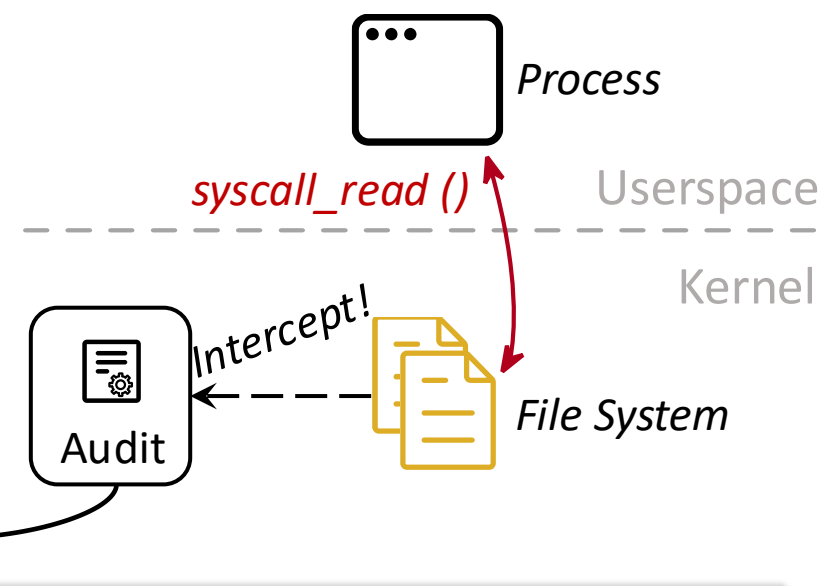 Process
syscall_read ()
Userspace
Kernel
Intercept!
Audit
File System